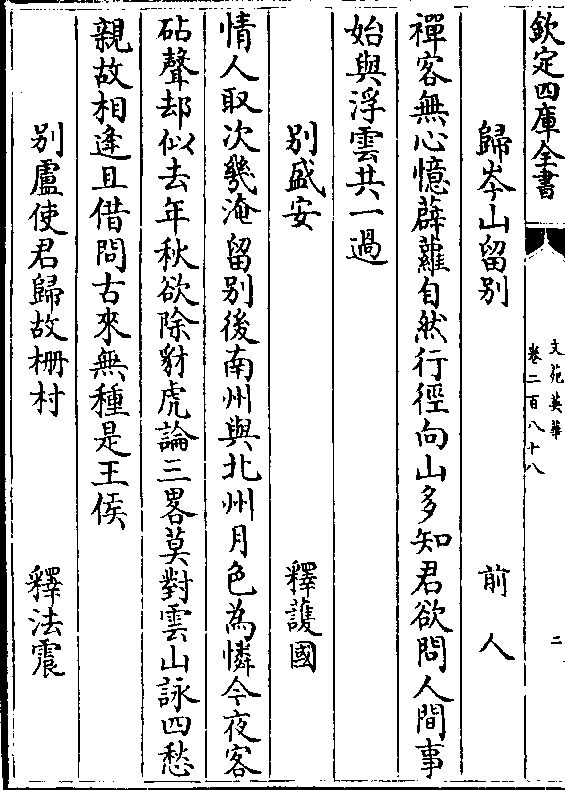 欽定四庫全書
文苑英華
卷二百八十八
二
歸岑山留别 前人
禪客無心憶薜蘿自然行徑向山多知君欲問人間事
始與浮雲共一過
别盛安 釋護國
情人取次幾淹留别後南州與北州月色為憐今夜客
砧聲却似去年秋欲除豺虎論三畧莫對雲山詠四愁
親故相逢且借問古來無種是王侯
别盧使君歸故栅村 釋法震